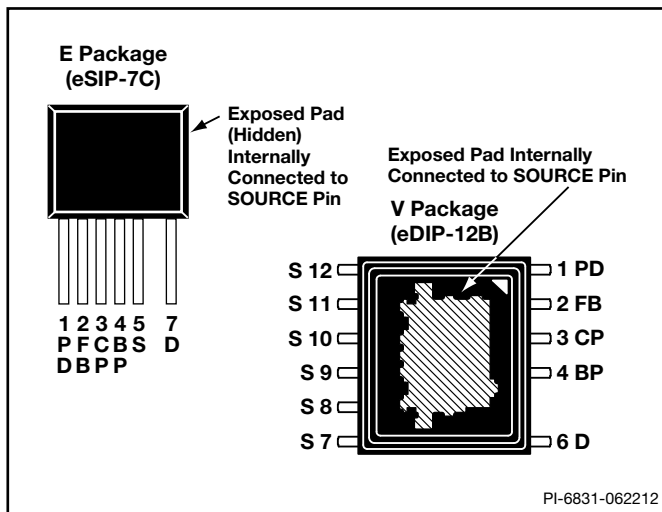 E Package
(eSIP-7C)
Exposed Pad
(Hidden)
Internally
Connected to
SOURCE Pin
1 2 3 4 5 7
P F C B S D
D B P P
Exposed Pad Internally
Connected to SOURCE Pin
V Package
(eDIP-12B)
S 12
1 PD
S 11
2 FB
S 10
3 CP
S 9
4 BP
S 8
S 7
6 D
PI-6831-062212